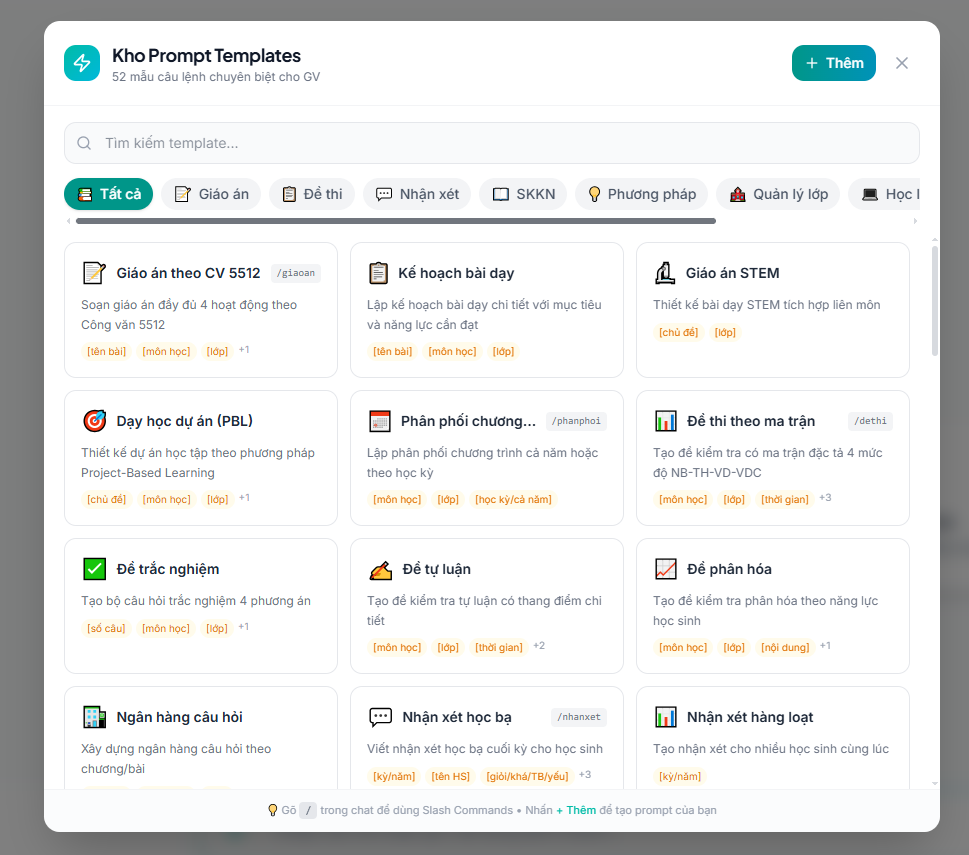 Kho Prompt Templates
52 mẫu câu lệnh chuyên biệt cho GV
+ Thêm
Tìm kiếm template...
Tất cả
Giáo án
Đề thi
Nhận xét
SKKN
Phương pháp
Quản lý lớp
Học l
Giáo án theo CV 5512 /giaoan
Soạn giáo án đầy đủ 4 hoạt động theo
Công văn 5512
[tên bài] [môn học] [lớp] +1
Kế hoạch bài dạy
Lập kế hoạch bài dạy chi tiết với mục tiêu
và năng lực cần đạt
[tên bài] [môn học] [lớp]
Giáo án STEM
Thiết kế bài dạy STEM tích hợp liên môn
[chủ đề] [lớp]
Dạy học dự án (PBL)
Thiết kế dự án học tập theo phương pháp
Project-Based Learning
[chủ đề] [môn học] [lớp] +1
Phân phối chương... /phanphoi
Lập phân phối chương trình cả năm hoặc
theo học kỳ
[môn học] [lớp] [học kỳ/cả năm]
Đề thi theo ma trận /dethi
Tạo đề kiểm tra có ma trận đặc tả 4 mức
độ NB-TH-VD-VDC
[môn học] [lớp] [thời gian] +3
Đề trắc nghiệm
Tạo bộ câu hỏi trắc nghiệm 4 phương án
[số câu] [môn học] [lớp] +1
Đề tự luận
Tạo đề kiểm tra tự luận có thang điểm chi
tiết
[môn học] [lớp] [thời gian] +2
Đề phân hóa
Tạo đề kiểm tra phân hóa theo năng lực
học sinh
[môn học] [lớp] [nội dung] +1
Ngân hàng câu hỏi
Xây dựng ngân hàng câu hỏi theo
chương/bài
Nhận xét học bạ /nhanxet
Viết nhận xét học bạ cuối kỳ cho học sinh
[kỳ/năm] [tên HS] [giỏi/khá/TB/yếu] +3
Nhận xét hàng loạt
Tạo nhận xét cho nhiều học sinh cùng lúc
[kỳ/năm]
Gõ / trong chat để dùng Slash Commands • Nhấn + Thêm để tạo prompt của bạn